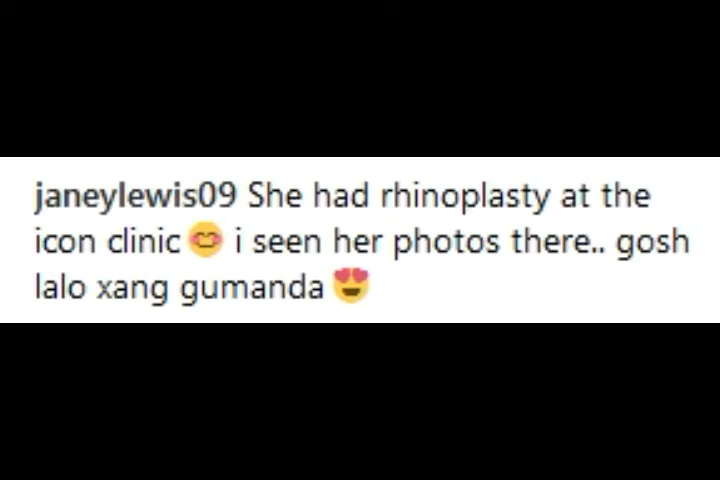 janeylewis09 She had rhinoplasty at the
icon clinic 😊 i seen her photos there.. gosh
lalo xang gumanda 😍